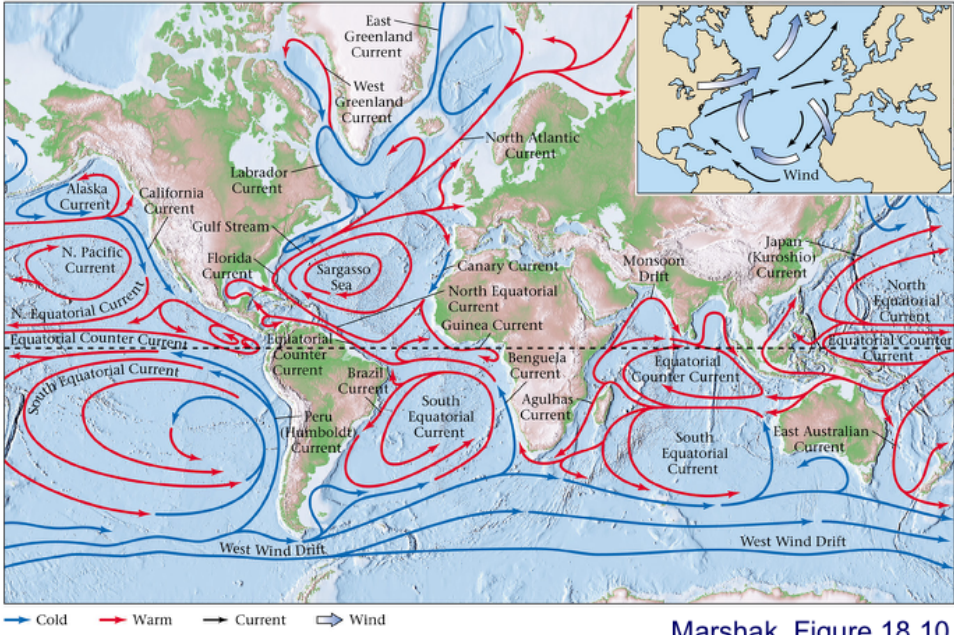 East
Greenland
Current
West
Greenland
Current
North Atlantic
Current
Labrador
Current
Alaska
Current
California
Current
Gulf Stream
N. Pacific
Current
Florida
Current
Sargasso
Sea
Canary Current
Monsoon
Drift
Japan
(Kuroshio)
Current
North Equatorial
Current
Guinea Current
N. Equatorial Current
North
Equatorial
Current
Equatorial Counter Current
Equatorial
Counter
Current
Equatorial Counter
Current
South Equatorial Current
Brazil
Current
Benguela
Current
Equatorial
Counter Current
Agulhas
Current
South
Equatorial
Current
Peru
(Humboldt)
Current
South
Equatorial
Current
East Australian
Current
West Wind Drift
West Wind Drift
Wind
Cold
Warm
Current
Wind
Marshak, Figure 18.10